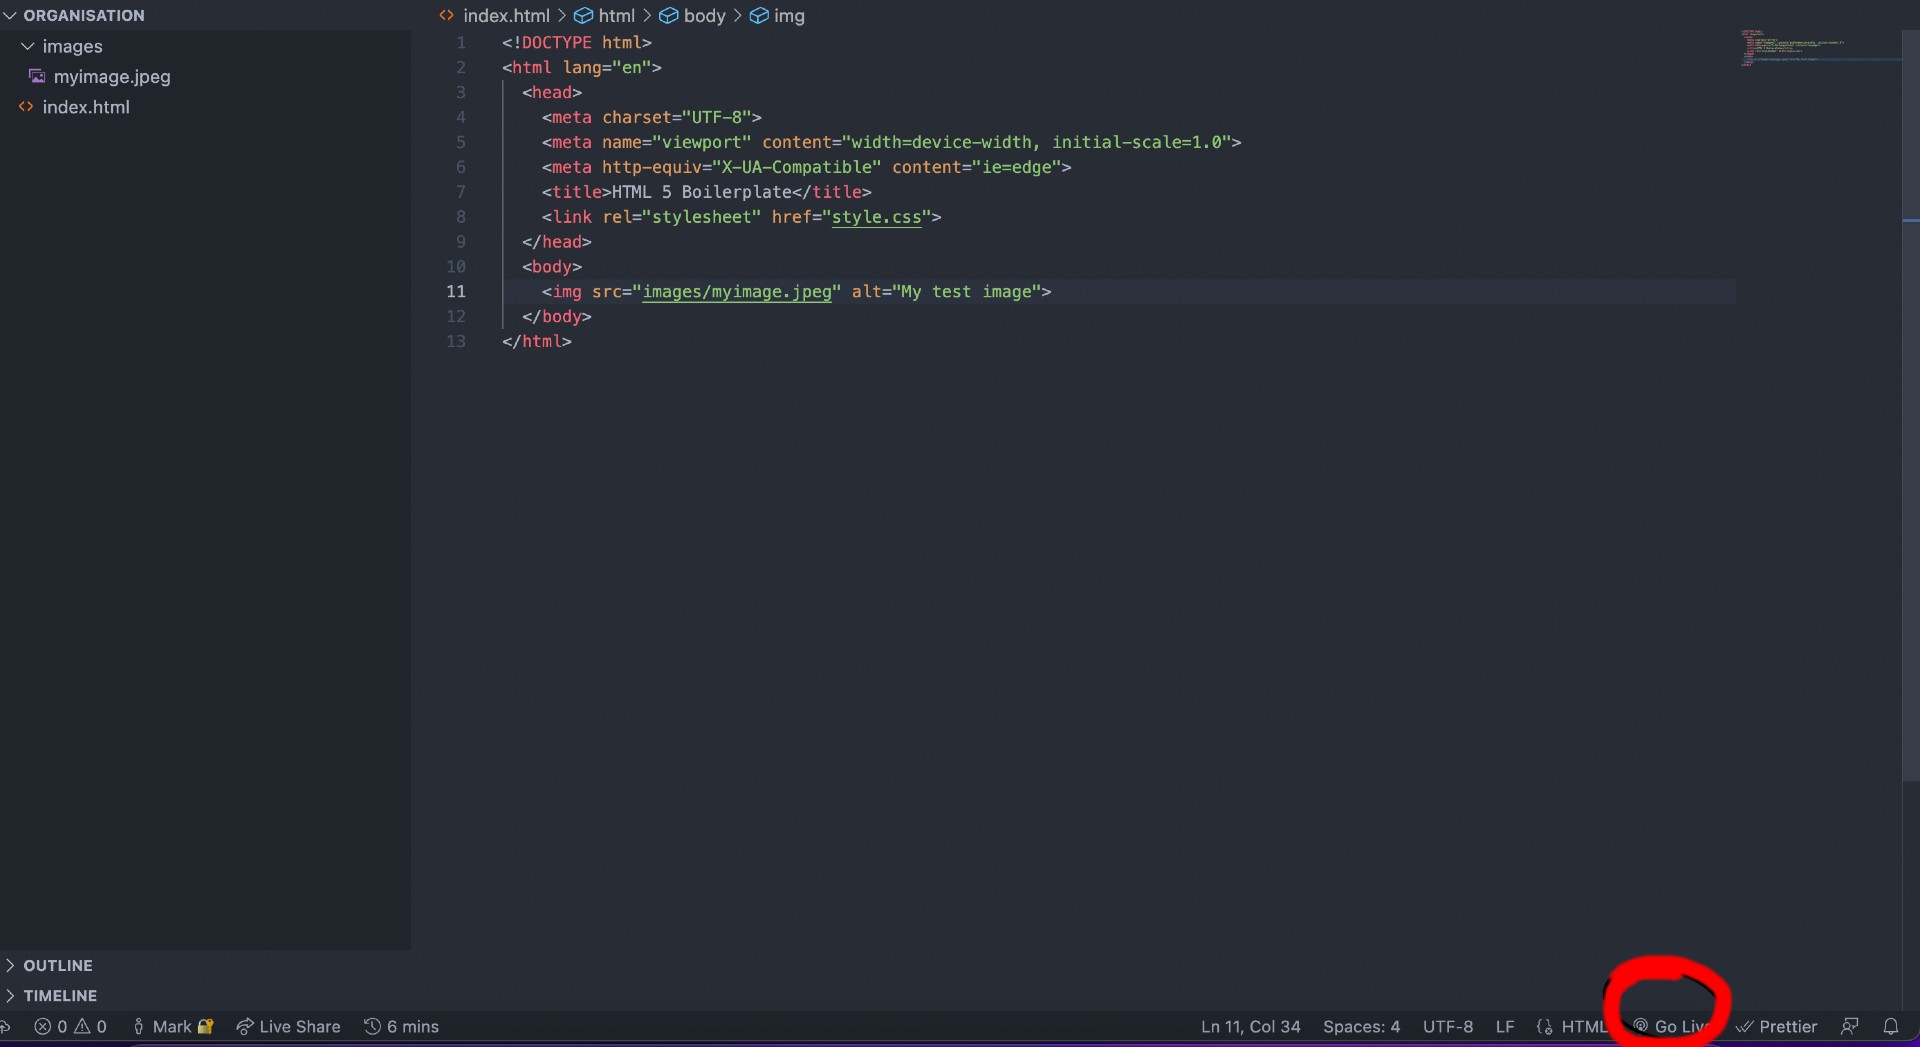 ORGANISATION
images
myimage.jpeg
index.html
index.html > html > body > img
1 <!DOCTYPE html>
2 <html lang="en">
3 <head>
4 <meta charset="UTF-8">
5 <meta name="viewport" content="width=device-width, initial-scale=1.0">
6 <meta http-equiv="X-UA-Compatible" content="ie=edge">
7 <title>HTML 5 Boilerplate</title>
8 <link rel="stylesheet" href="style.css">
9 </head>
10 <body>
11 <img src="images/myimage.jpeg" alt="My test image">
12 </body>
13 </html>
OUTLINE
TIMELINE
0 0 Mark Live Share 6 mins Ln 11, Col 34 Spaces: 4 UTF-8 LF HTML Go Live Prettier